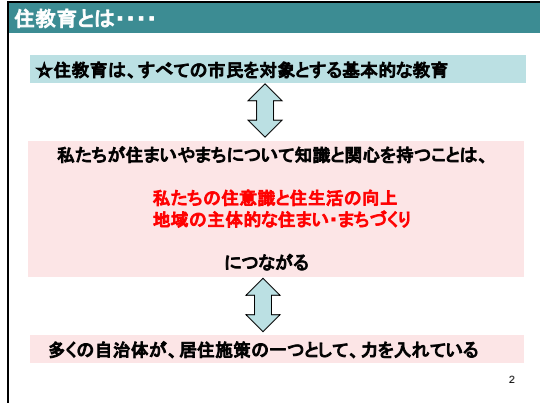 住教育とは・・・・
☆住教育は、すべての市民を対象とする基本的な教育
私たちが住まいやまちについて知識と関心を持つことは、
私たちの住意識と住生活の向上
地域の主体的な住まい・まちづくり
につながる
多くの自治体が、居住施策の一つとして、力を入れている
2